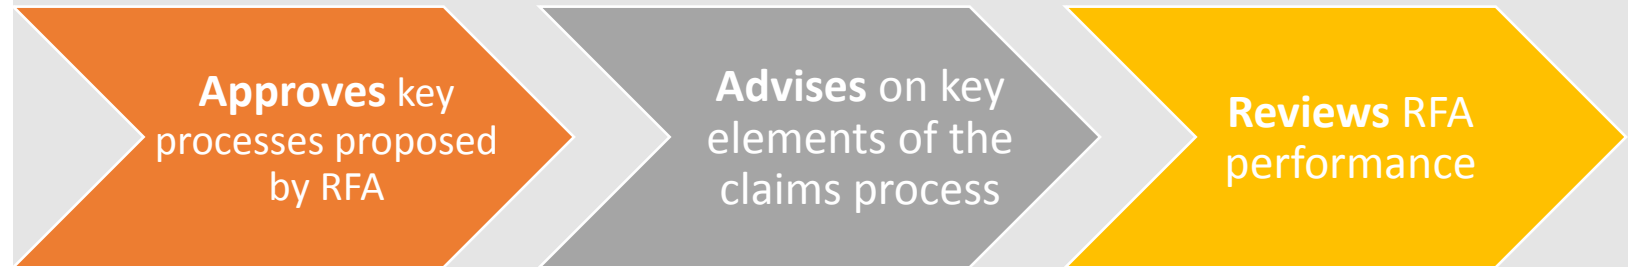 Approves key
processes proposed
by RFA
Advises on key
elements of the
claims process
Reviews RFA
performance